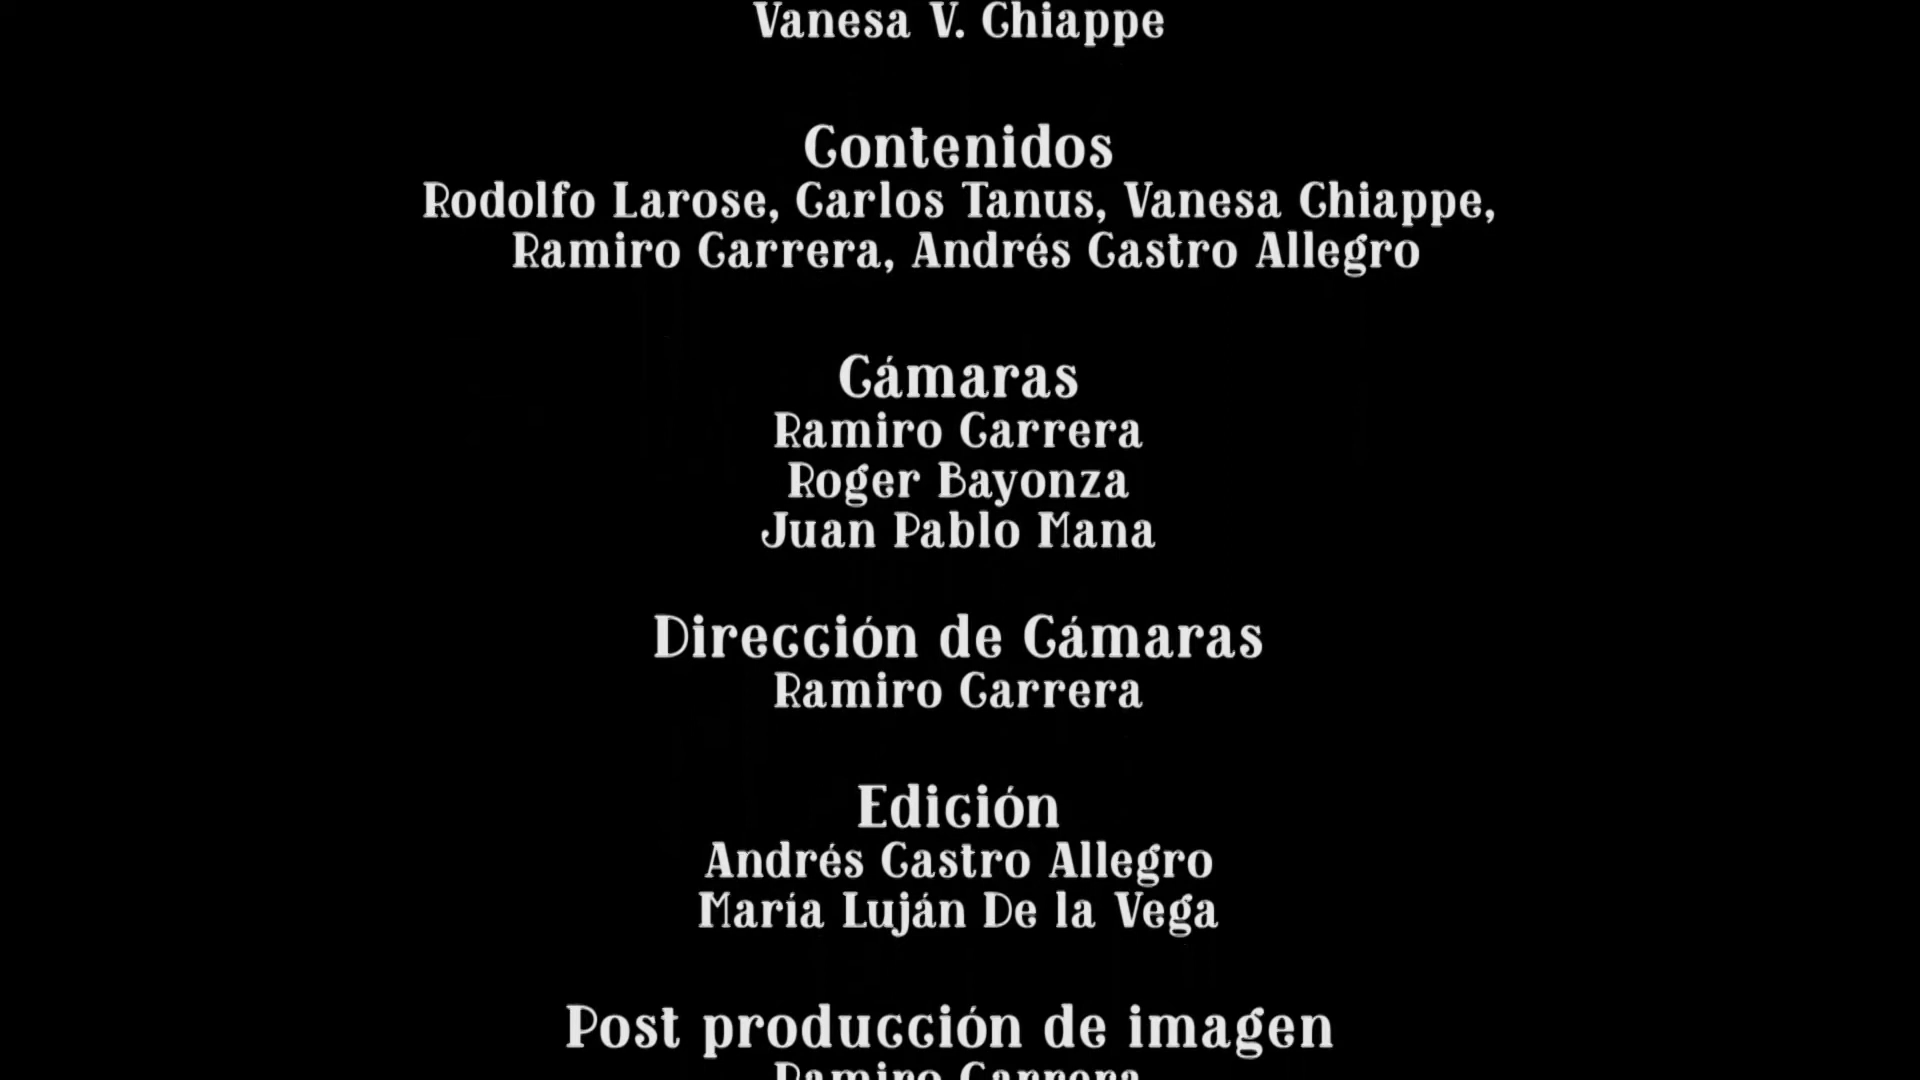 Vanesa V. Chiappe
Contenidos
Rodolfo Larose, Carlos Tanus, Vanesa Chiappe,
Ramiro Carrera, Andrés Castro Allegro
Cámaras
Ramiro Carrera
Roger Bayonza
Juan Pablo Mana
Dirección de Cámaras
Ramiro Carrera
Edición
Andrés Castro Allegro
María Luján De la Vega
Post producción de imagen
Ramiro Carrera